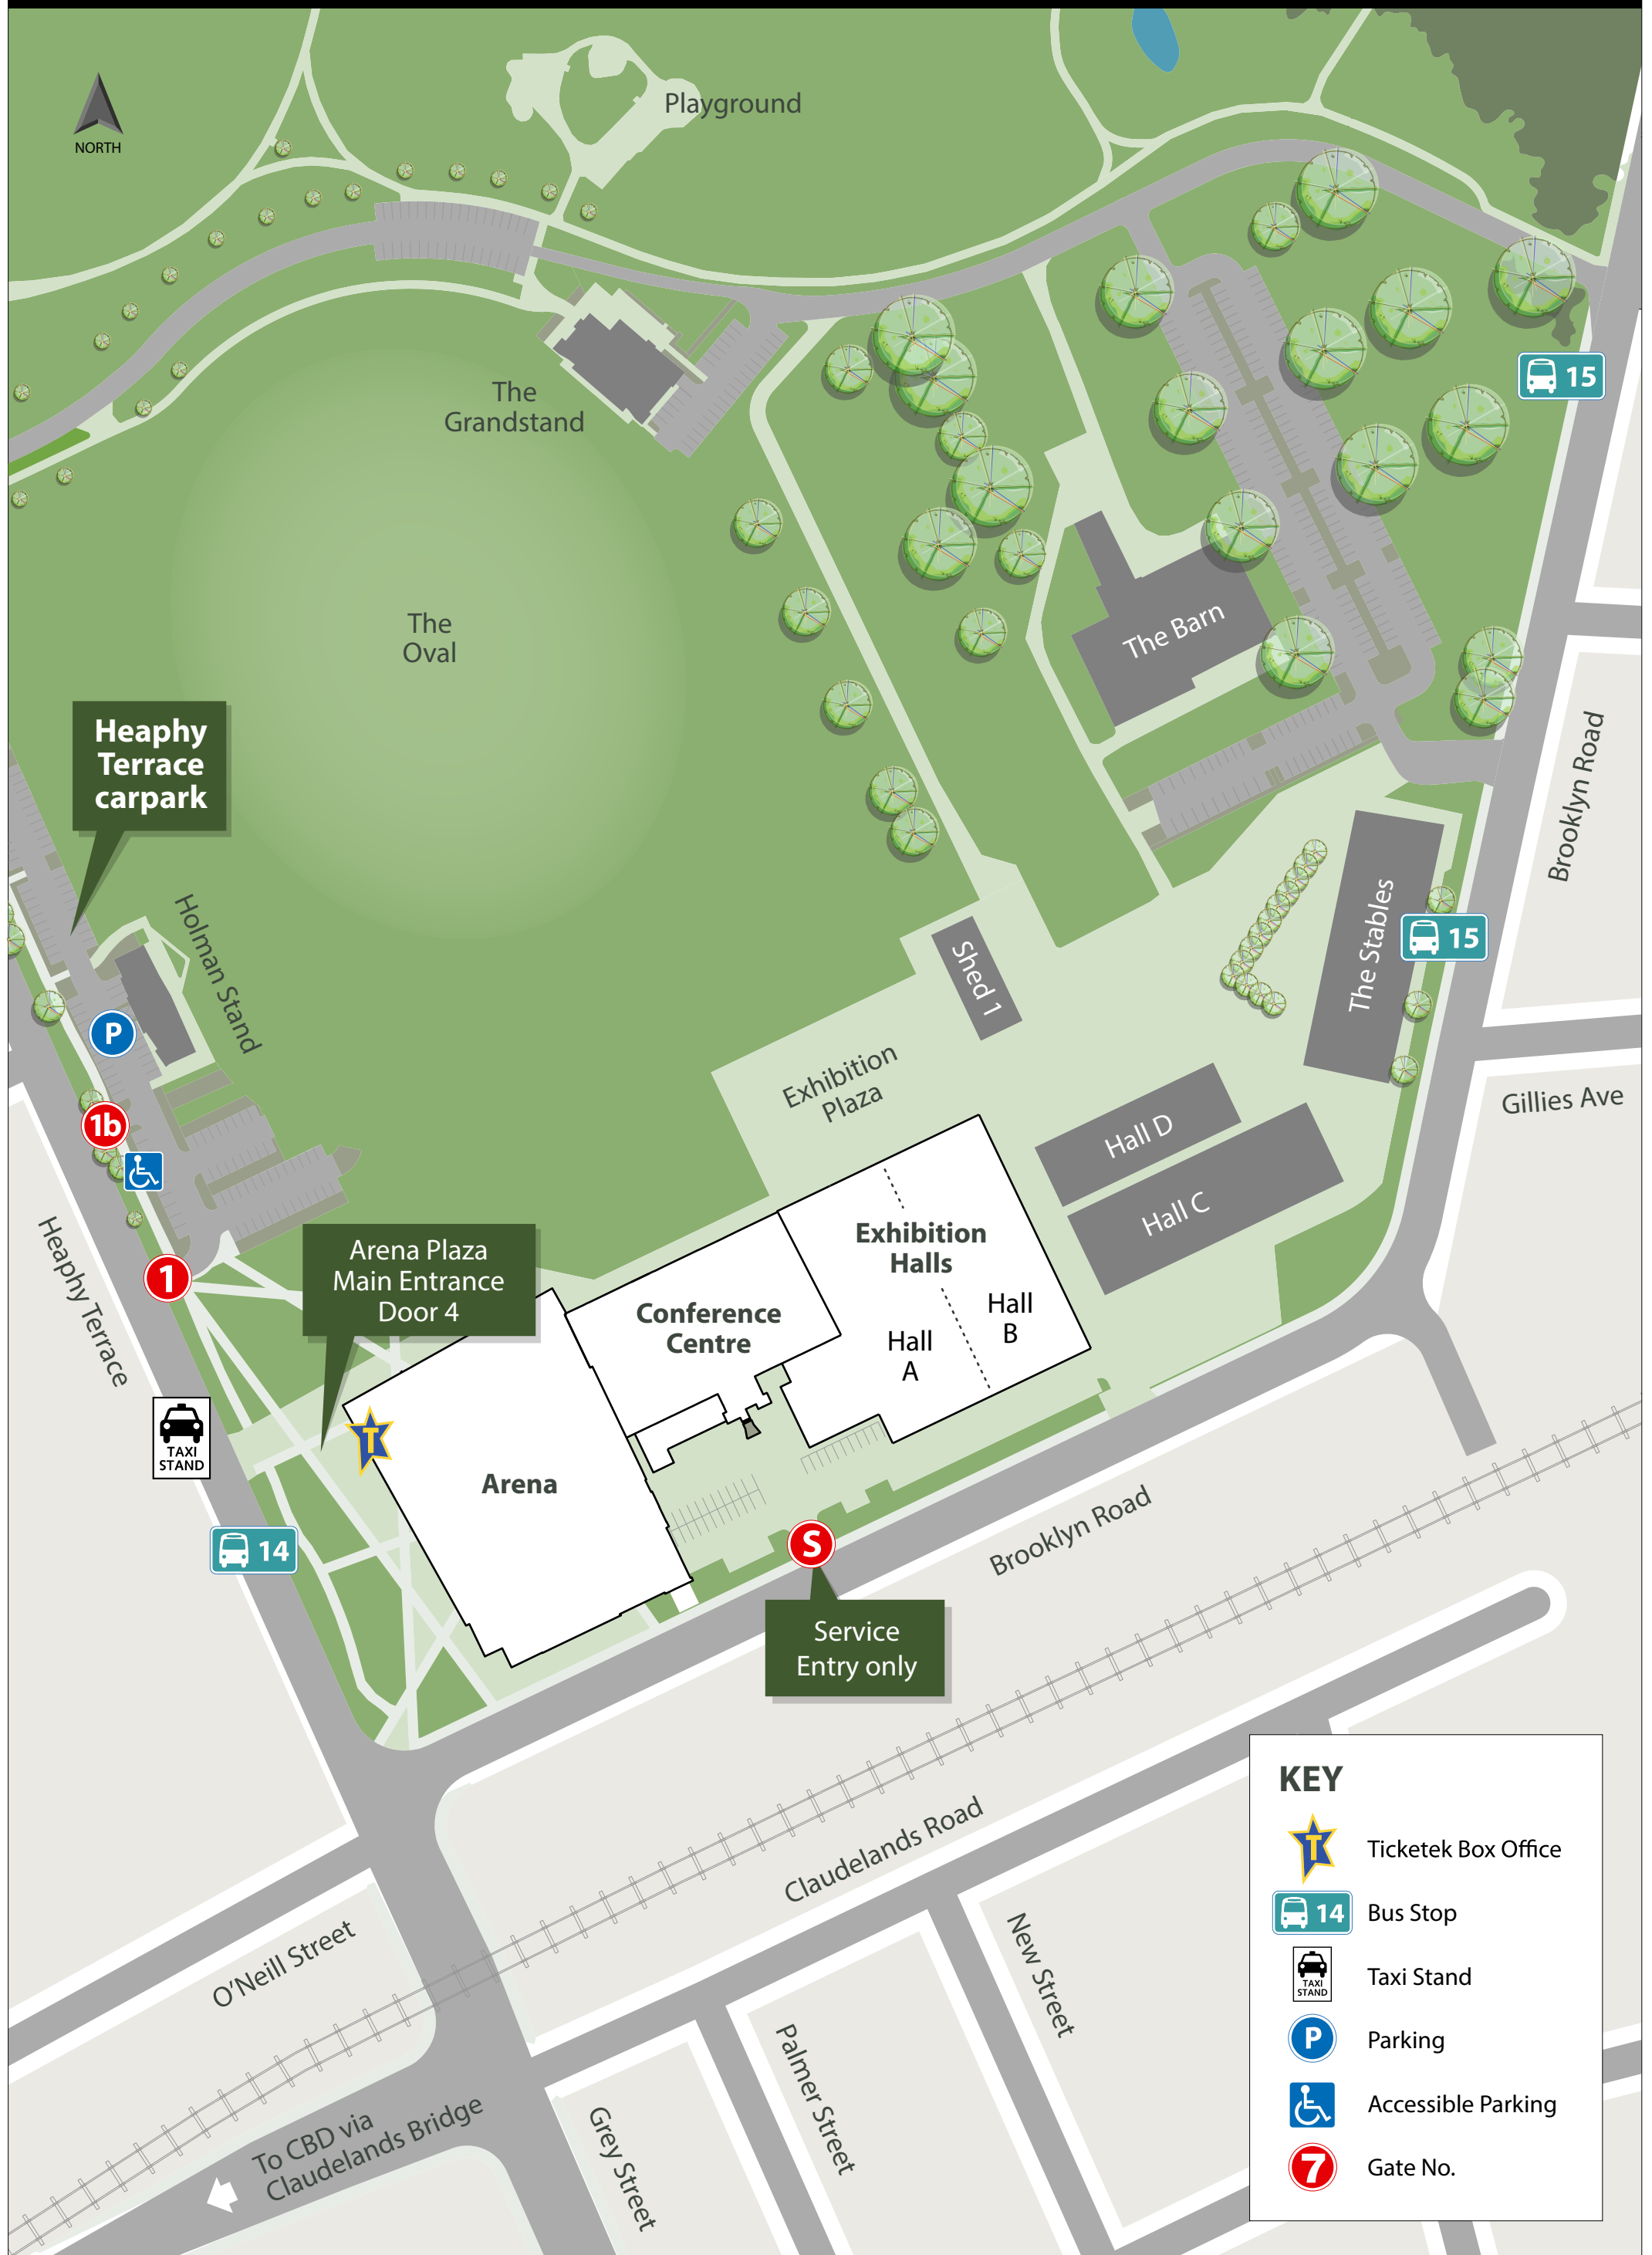 NORTH
Playground
The
Grandstand
15
The
Oval
The Barn
Heaphy
Terrace
carpark
Brooklyn Road
Holman Stand
Shed 1
The Stables
15
P
Exhibition
Plaza
1b
Gillies Ave
Hall D
Hall C
Heaphy Terrace
1
Arena Plaza
Main Entrance
Door 4
Exhibition
Halls
Hall
B
Conference
Centre
Hall
A
TAXI
STAND
T
Arena
14
S
Brooklyn Road
Service
Entry only
Claudelands Road
O'Neill Street
New Street
Palmer Street
To CBD via
Claudelands Bridge
Grey Street
KEY
T Ticketek Box Office
14 Bus Stop
TAXI
STAND
Taxi Stand
P Parking
Accessible Parking
7 Gate No.